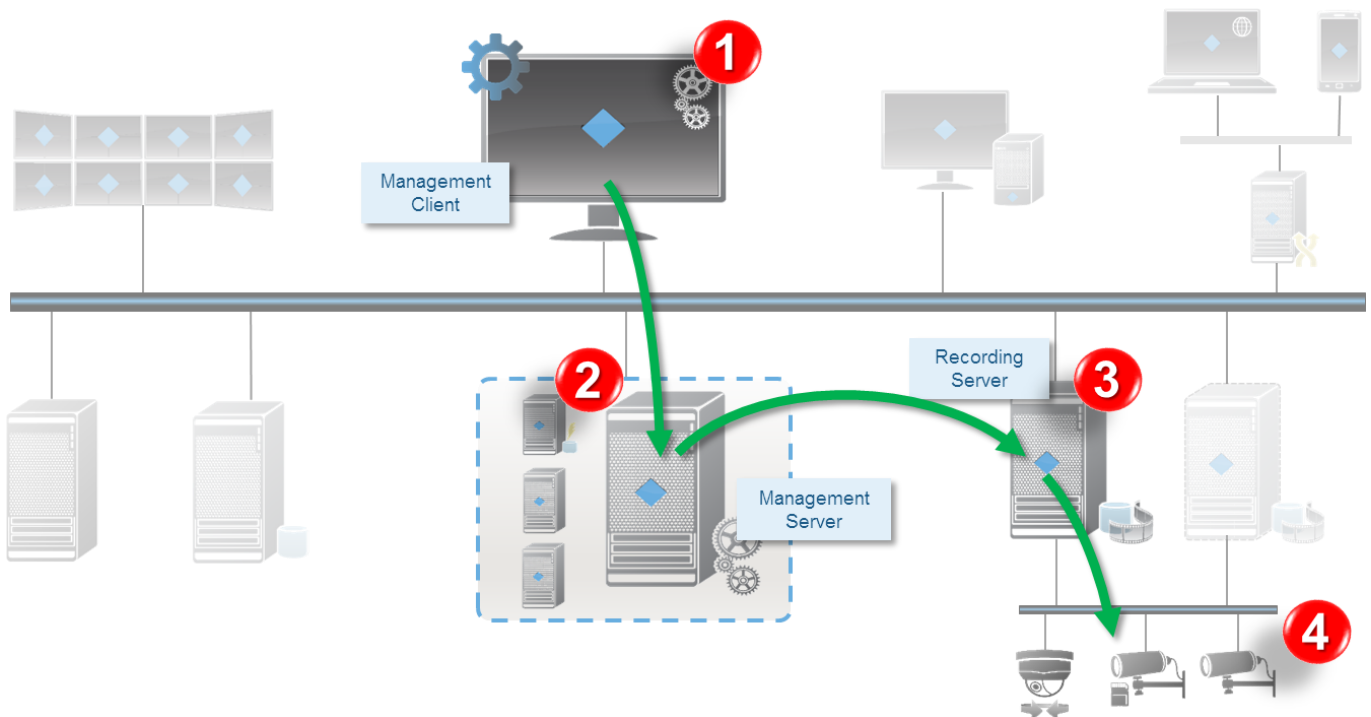 1
Management
Client
2
Recording
Server
3
Management
Server
4